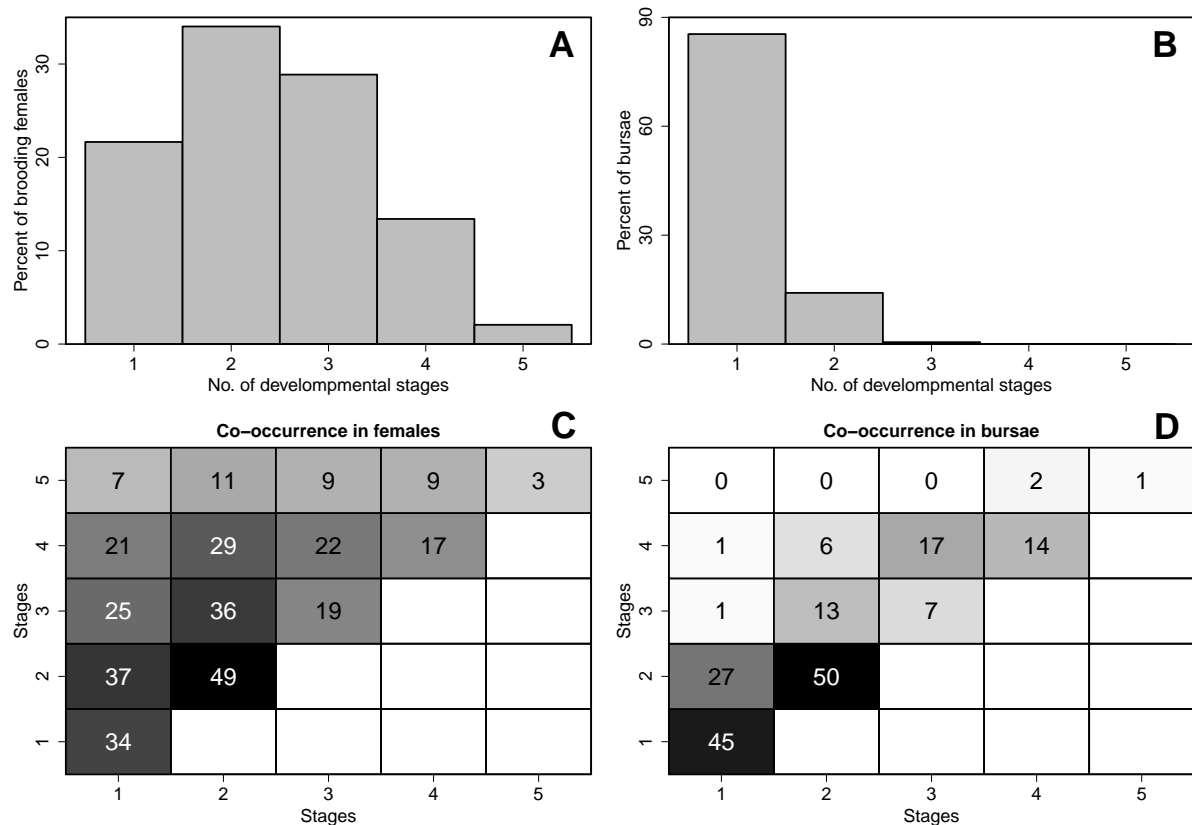 A
Percent of brooding females
0 10 20 30
1 2 3 4 5
No. of develompmental stages
B
Percent of bursae
0 30 60 90
1 2 3 4 5
No. of develompmental stages
Co−occurrence in females
C
Stages
5 7 11 9 9 3
4 21 29 22 17
3 25 36 19
2 37 49
1 34
1 2 3 4 5
Stages
Co−occurrence in bursae
D
Stages
5 0 0 0 2 1
4 1 6 17 14
3 1 13 7
2 27 50
1 45
1 2 3 4 5
Stages